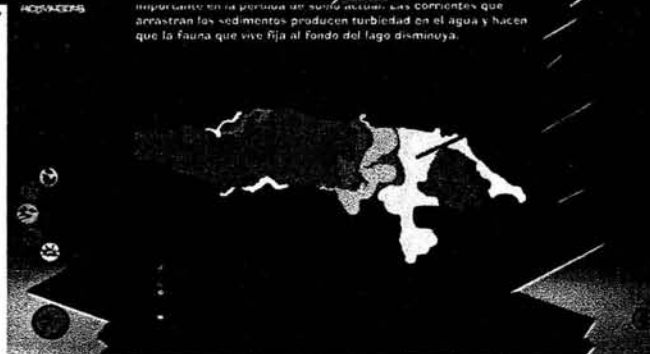 importante en la pérdida de suelo actual. Las corrientes que
arrastran los sedimentos producen turbiedad en el agua y hacen
que la fauna que vive fija al fondo del lago disminuya.